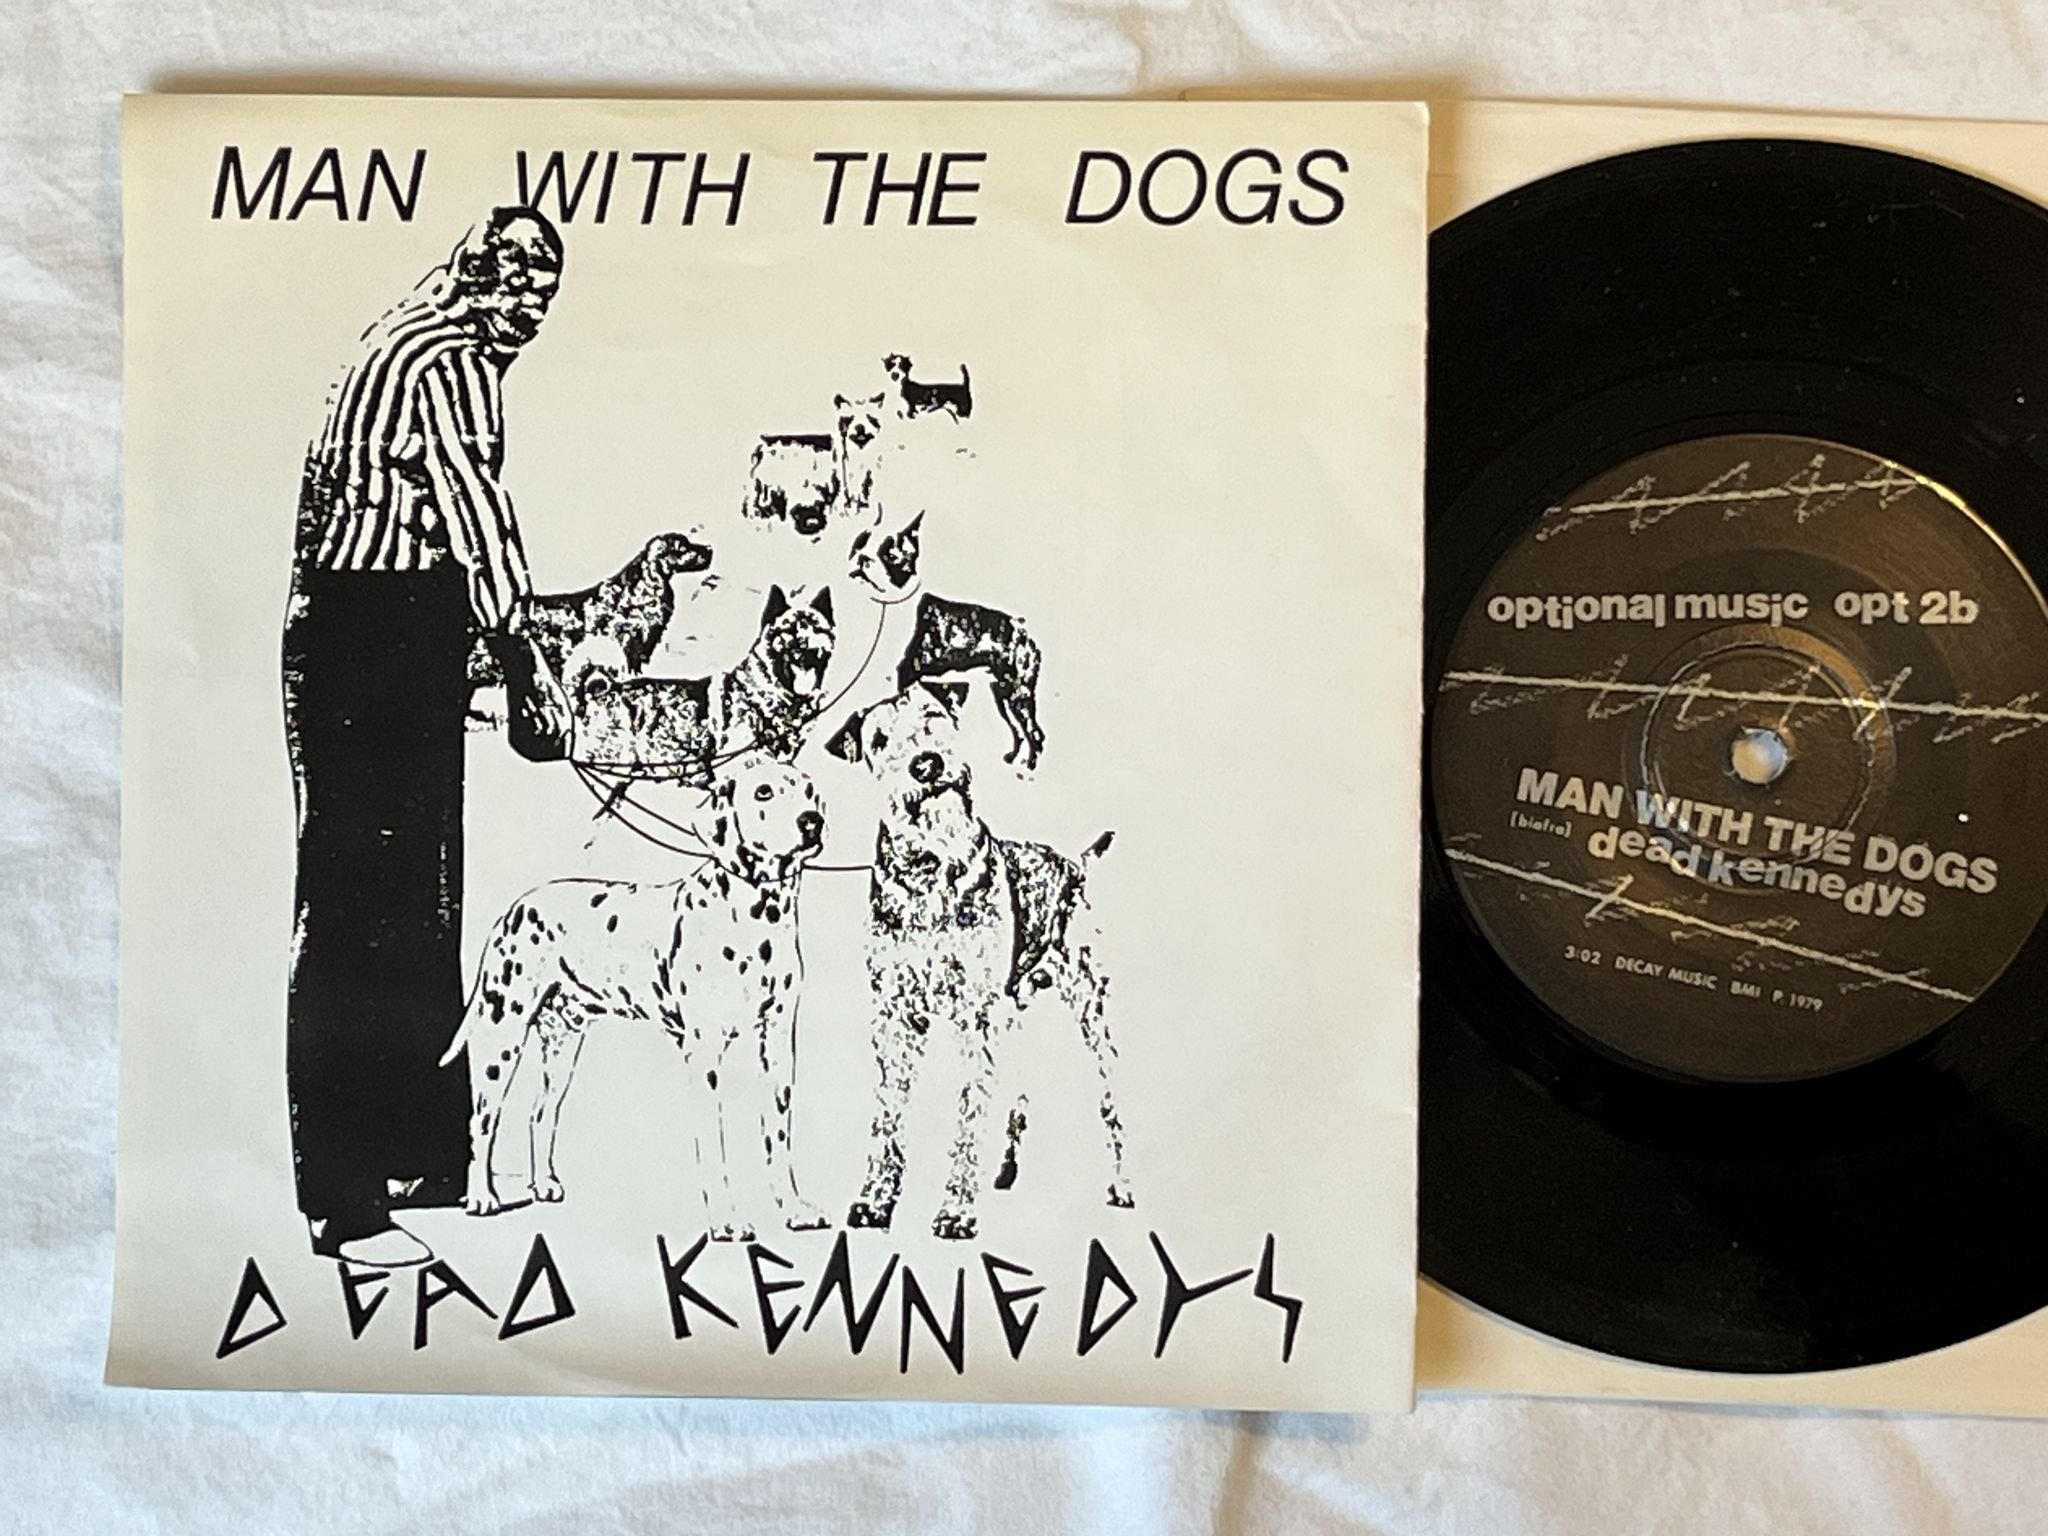 MAN WITH THE DOGS
DEAD KENNEDYS
optional music opt 2b
MAN WITH THE DOGS
[biafra] dead kennedys
3:02 DECAY MUSIC BMI P. 1979